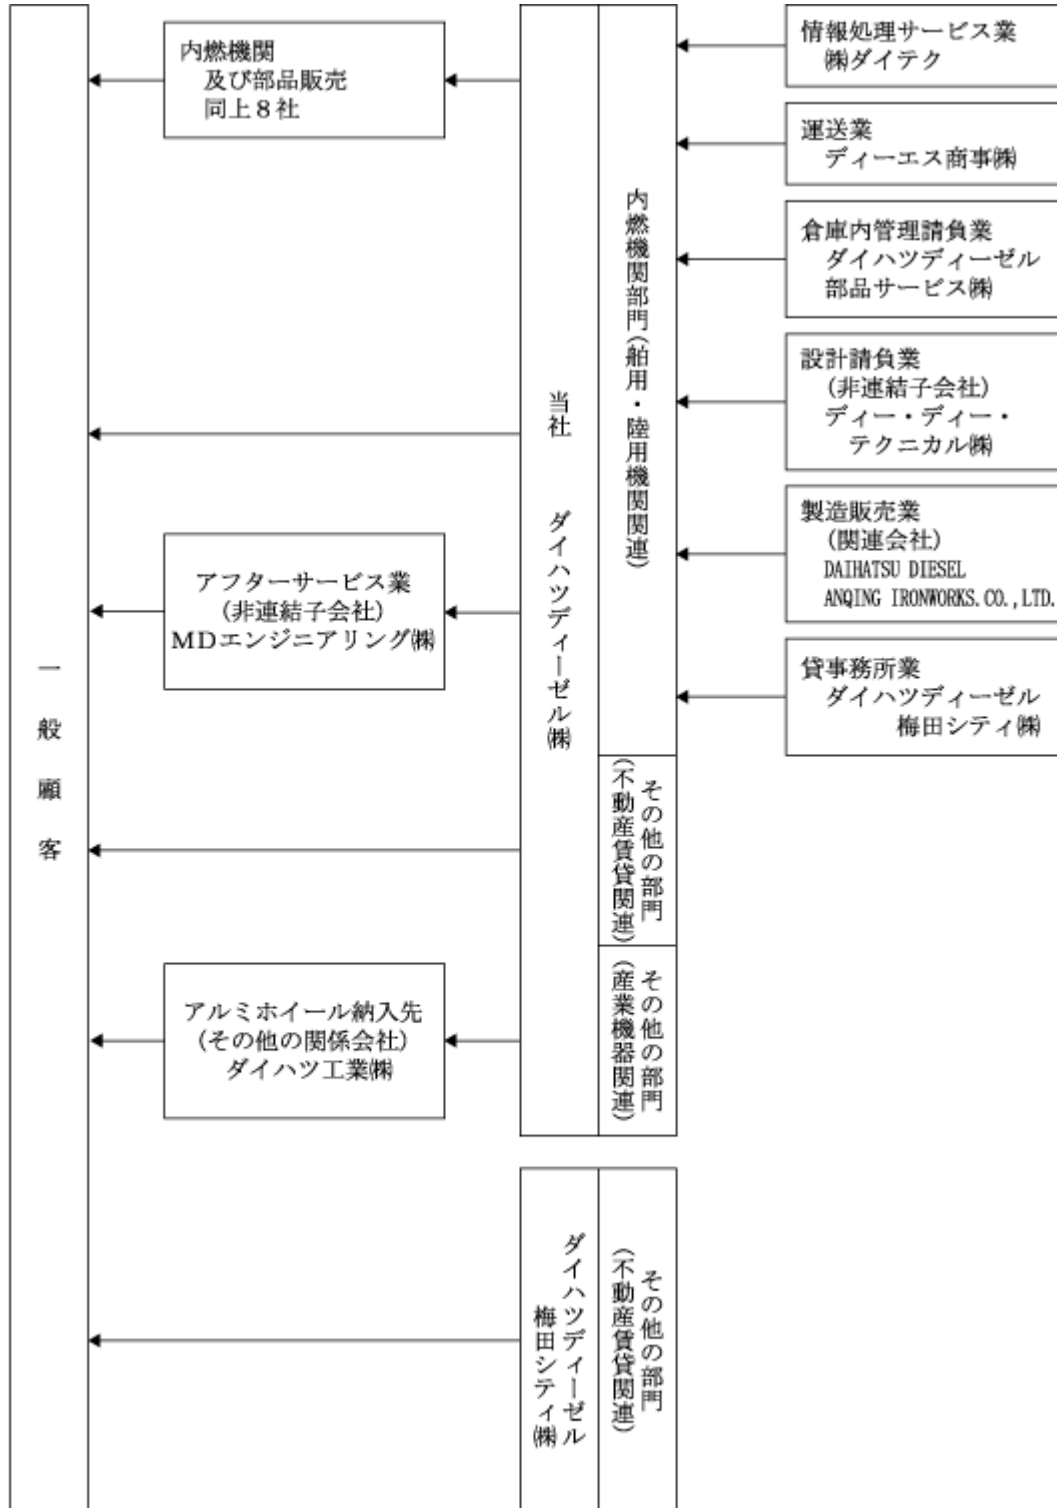 内燃機関
及び部品販売
同上8社
アフターサービス業
(非連結子会社)
MDエンジニアリング㈱
アルミホイール納入先
(その他の関係会社)
ダイハツ工業㈱
一般顧客
当社 ダイハツディーゼル㈱
内燃機関部門(舶用・陸用機関関連)
その他の部門
(不動産賃貸関連)
その他の部門
(産業機器関連)
ダイハツディーゼル
梅田シティ㈱
その他の部門
(不動産賃貸関連)
情報処理サービス業
㈱ダイテク
運送業
ディーエス商事㈱
倉庫内管理請負業
ダイハツディーゼル
部品サービス㈱
設計請負業
(非連結子会社)
ディー・ディー・
テクニカル㈱
製造販売業
(関連会社)
DAIHATSU DIESEL
ANQING IRONWORKS.CO.,LTD.
貸事務所業
ダイハツディーゼル
梅田シティ㈱